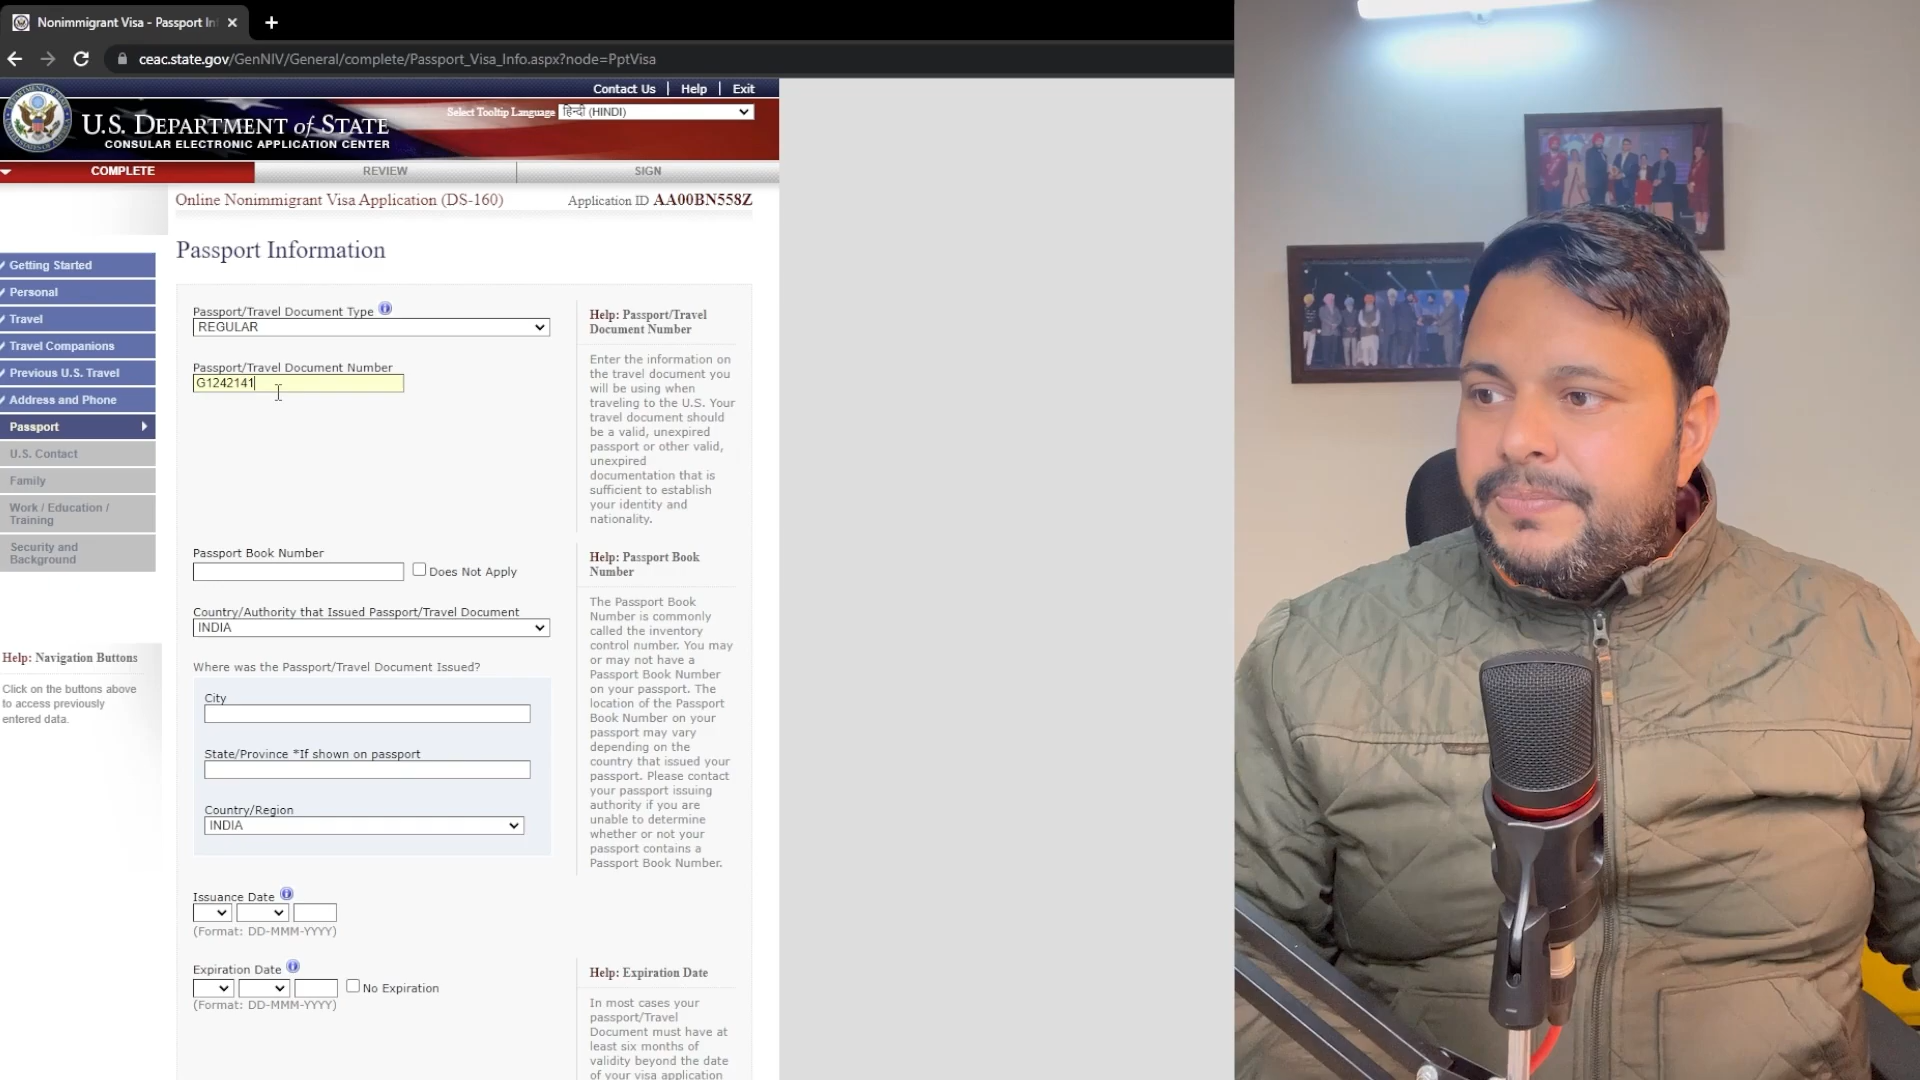 Nonimmigrant Visa - Passport In
ceac.state.gov/GenNIV/General/complete/Passport_Visa_Info.aspx?node=PptVisa
Contact Us | Help | Exit
Select Tooltip Language हिन्दी (HINDI)
U.S. DEPARTMENT of STATE
CONSULAR ELECTRONIC APPLICATION CENTER
COMPLETE
REVIEW
SIGN
Online Nonimmigrant Visa Application (DS-160)
Application ID AA00BN558Z
Passport Information
Getting Started
Personal
Travel
Travel Companions
Previous U.S. Travel
Address and Phone
Passport
U.S. Contact
Family
Work / Education /
Training
Security and
Background
Help: Navigation Buttons
Click on the buttons above
to access previously
entered data.
Passport/Travel Document Type
REGULAR
Passport/Travel Document Number
G1242141
Help: Passport/Travel
Document Number
Enter the information on
the travel document you
will be using when
traveling to the U.S. Your
travel document should
be a valid, unexpired
passport or other valid,
unexpired
documentation that is
sufficient to establish
your identity and
nationality.
Passport Book Number
Does Not Apply
Country/Authority that Issued Passport/Travel Document
INDIA
Where was the Passport/Travel Document Issued?
City
State/Province *If shown on passport
Country/Region
INDIA
Help: Passport Book
Number
The Passport Book
Number is commonly
called the inventory
control number. You may
or may not have a
Passport Book Number
on your passport. The
location of the Passport
Book Number on your
passport may vary
depending on the
country that issued your
passport. Please contact
your passport issuing
authority if you are
unable to determine
whether or not your
passport contains a
Passport Book Number.
Issuance Date
(Format: DD-MMM-YYYY)
Expiration Date
No Expiration
(Format: DD-MMM-YYYY)
Help: Expiration Date
In most cases your
passport/Travel
Document must have at
least six months of
validity beyond the date
of your visa application